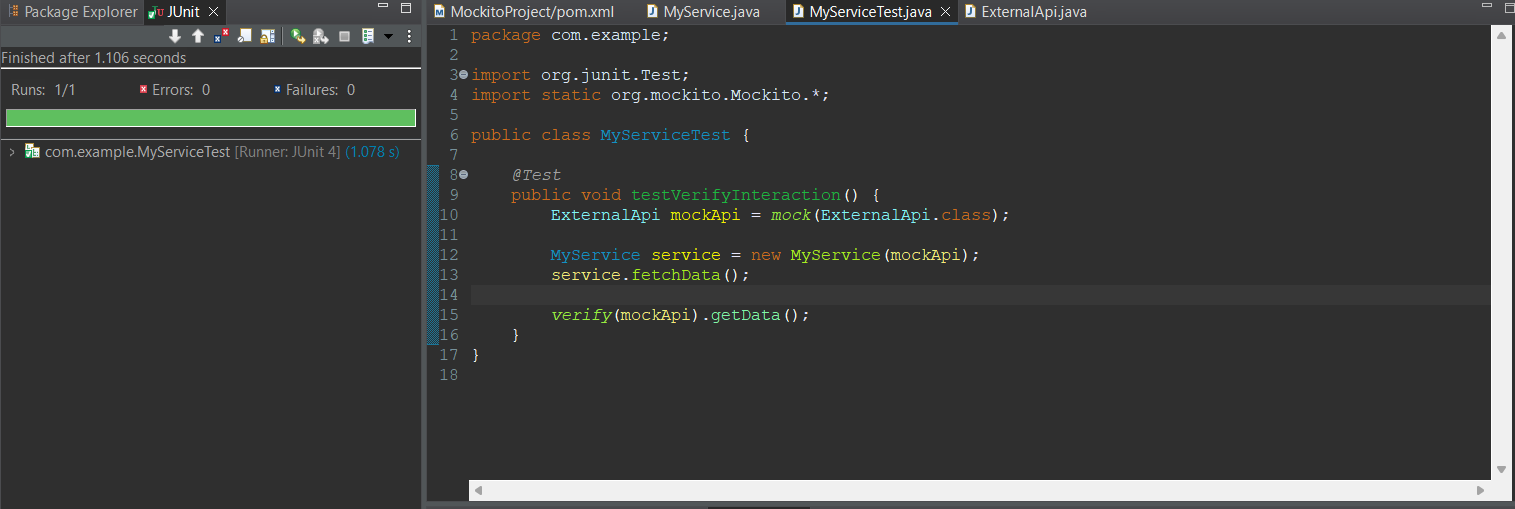 Package Explorer JUnit
Finished after 1.106 seconds
Runs: 1/1 Errors: 0 Failures: 0
com.example.MyServiceTest [Runner: JUnit 4] (1.078 s)
MockitoProject/pom.xml MyService.java MyServiceTest.java ExternalApi.java
1 package com.example;
2
3 import org.junit.Test;
4 import static org.mockito.Mockito.*;
5
6 public class MyServiceTest {
7
8     @Test
9     public void testVerifyInteraction() {
10         ExternalApi mockApi = mock(ExternalApi.class);
11
12         MyService service = new MyService(mockApi);
13         service.fetchData();
14
15         verify(mockApi).getData();
16     }
17 }
18